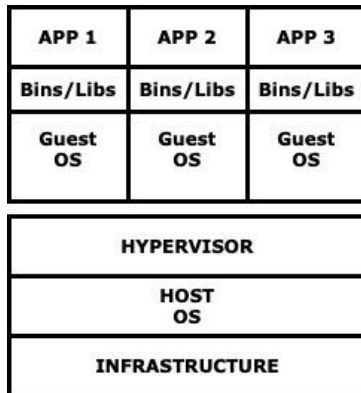 APP 1 APP 2 APP 3
Bins/Libs Bins/Libs Bins/Libs
Guest Guest Guest
OS OS OS
HYPERVISOR
HOST
OS
INFRASTRUCTURE